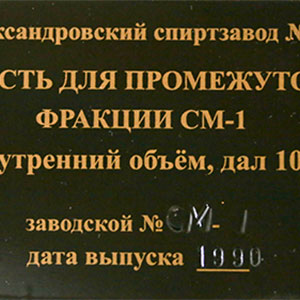 ксандровский спиртзавод №
СТЬ ДЛЯ ПРОМЕЖУТО
ФРАКЦИИ СМ-1
утренний объём, дал 10
заводской № СМ-1
дата выпуска 1990